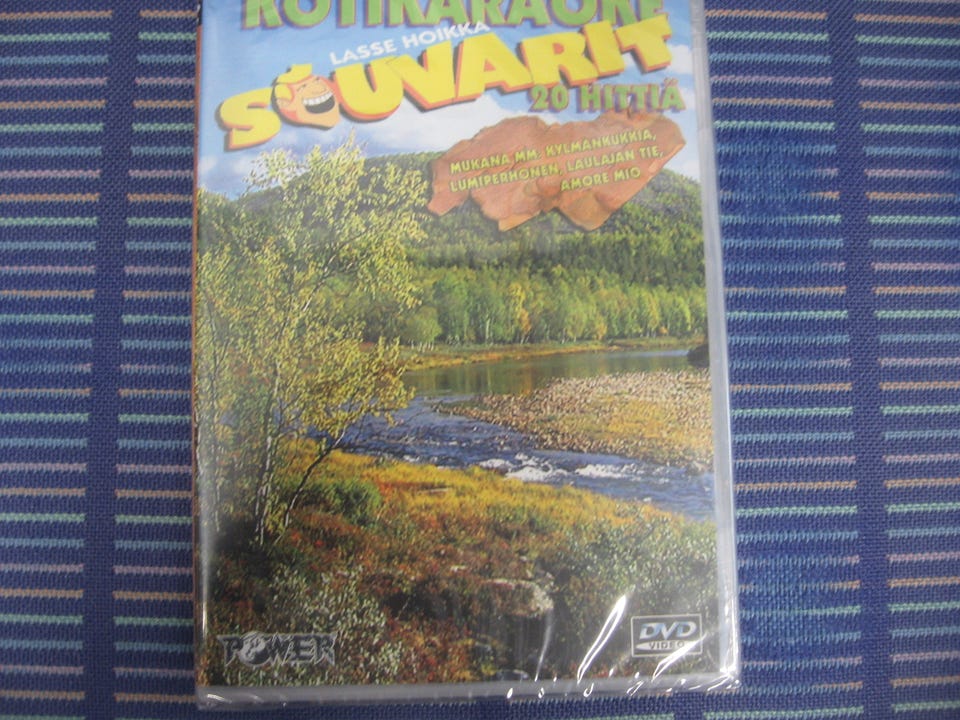 KOTIKARAOKE
LASSE HOIKKA
SOUVARIT
20 HITTIÄ
MUKANA MM. KYLMÄNKUKKIA,
LUMIPERHONEN, LAULAJAN TIE,
AMORE MIO
POWER
DVD
VIDEO